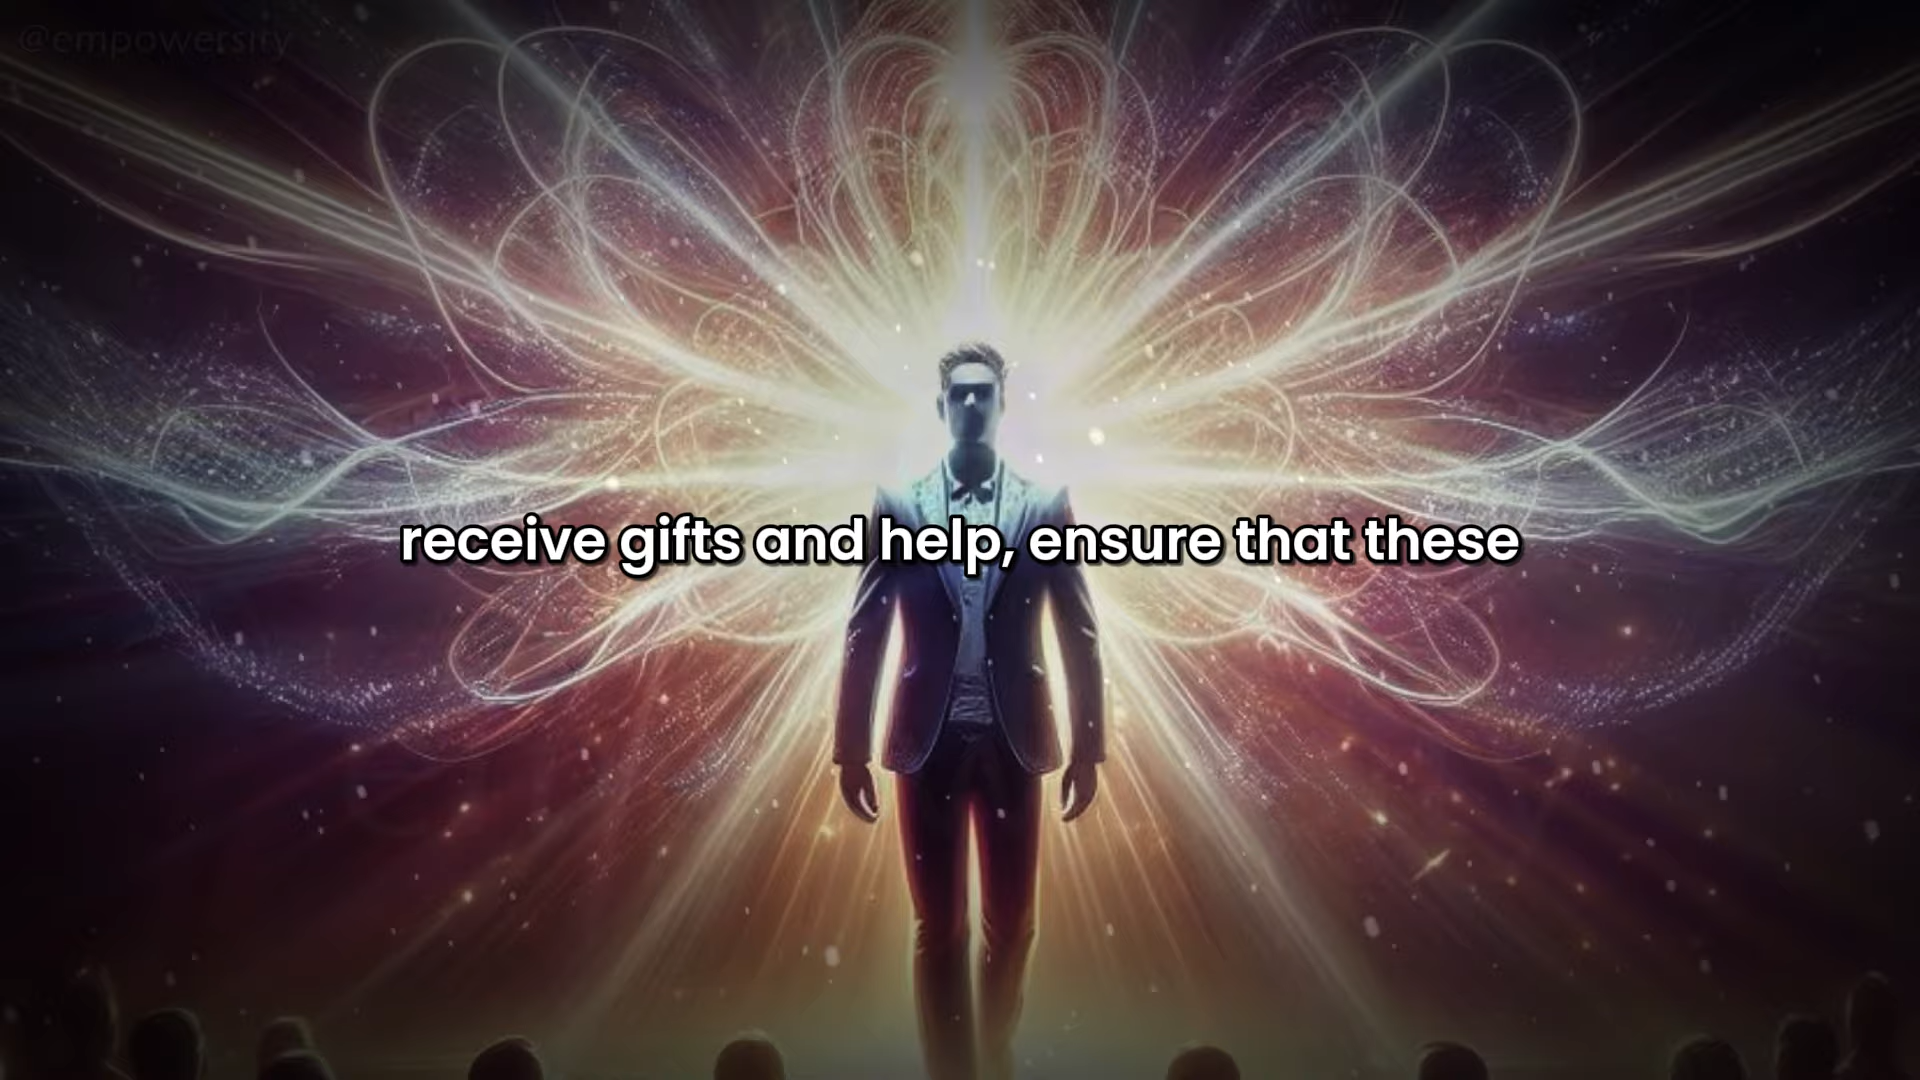 @empowersity
receive gifts and help, ensure that these